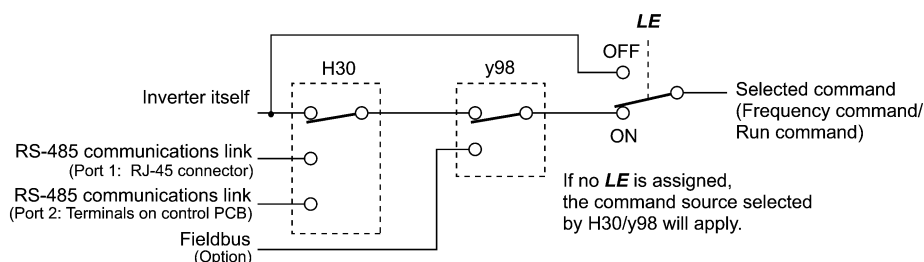 LE
OFF
H30
y98
Inverter itself
Selected command
(Frequency command/
Run command)
ON
RS-485 communications link
(Port 1: RJ-45 connector)
RS-485 communications link
(Port 2: Terminals on control PCB)
Fieldbus
(Option)
If no LE is assigned,
the command source selected
by H30/y98 will apply.